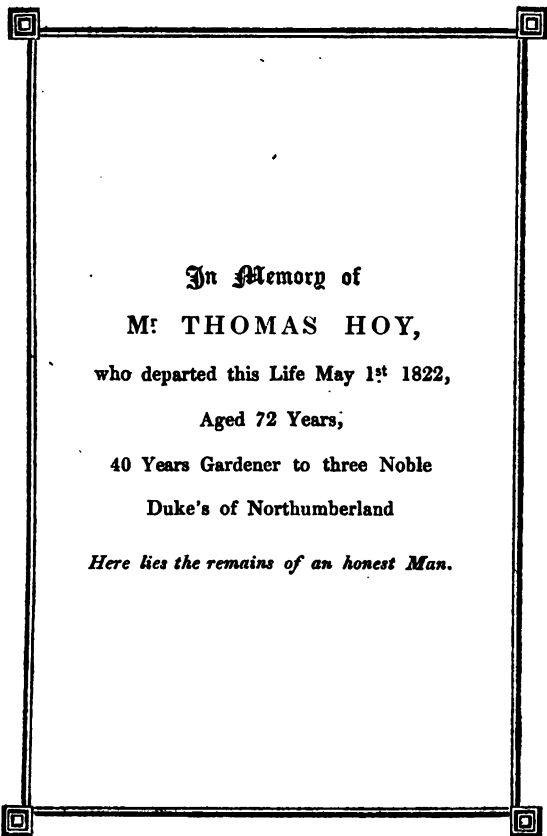 In Memory of
Mr. THOMAS HOY,
who departed this Life May 1st 1822,
Aged 72 Years,
40 Years Gardener to three Noble
Duke's of Northumberland
Here lies the remains of an honest Man.